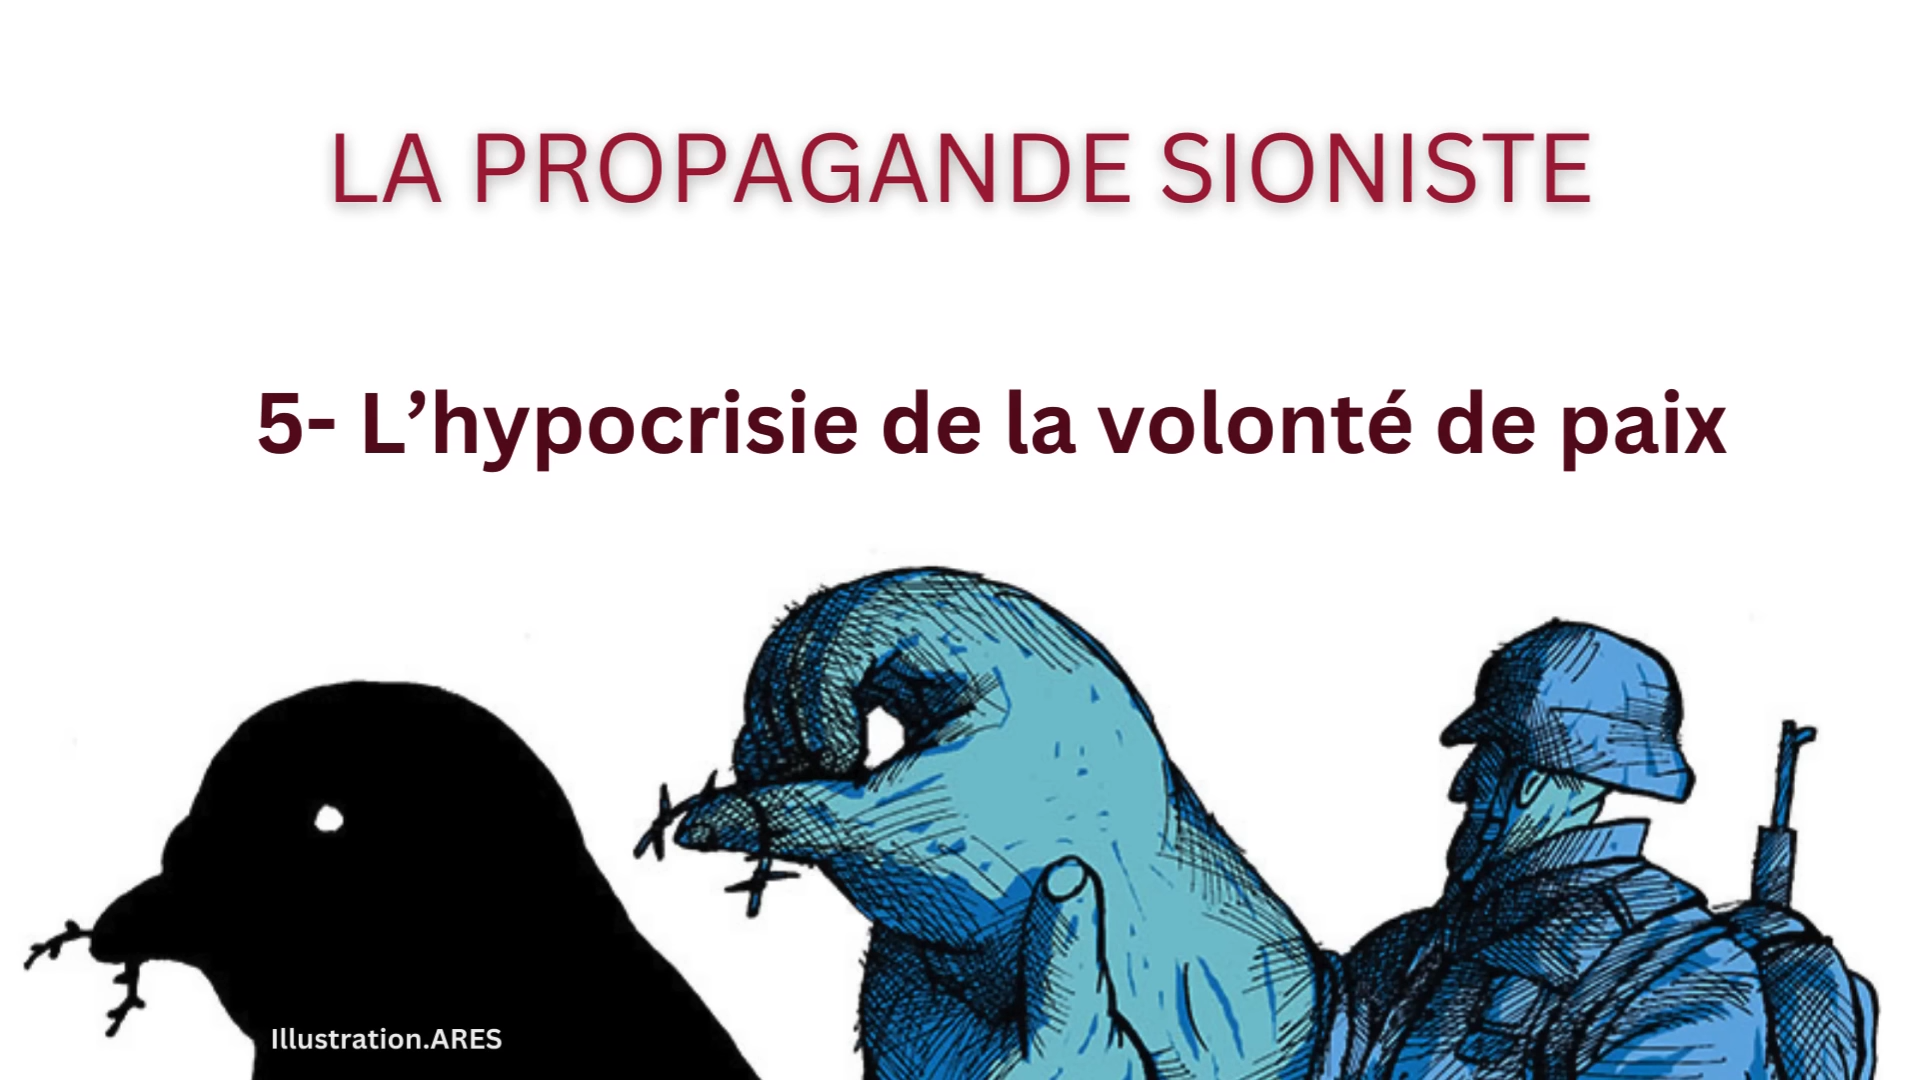 LA PROPAGANDE SIONISTE
5- L’hypocrisie de la volonté de paix
Illustration.ARES